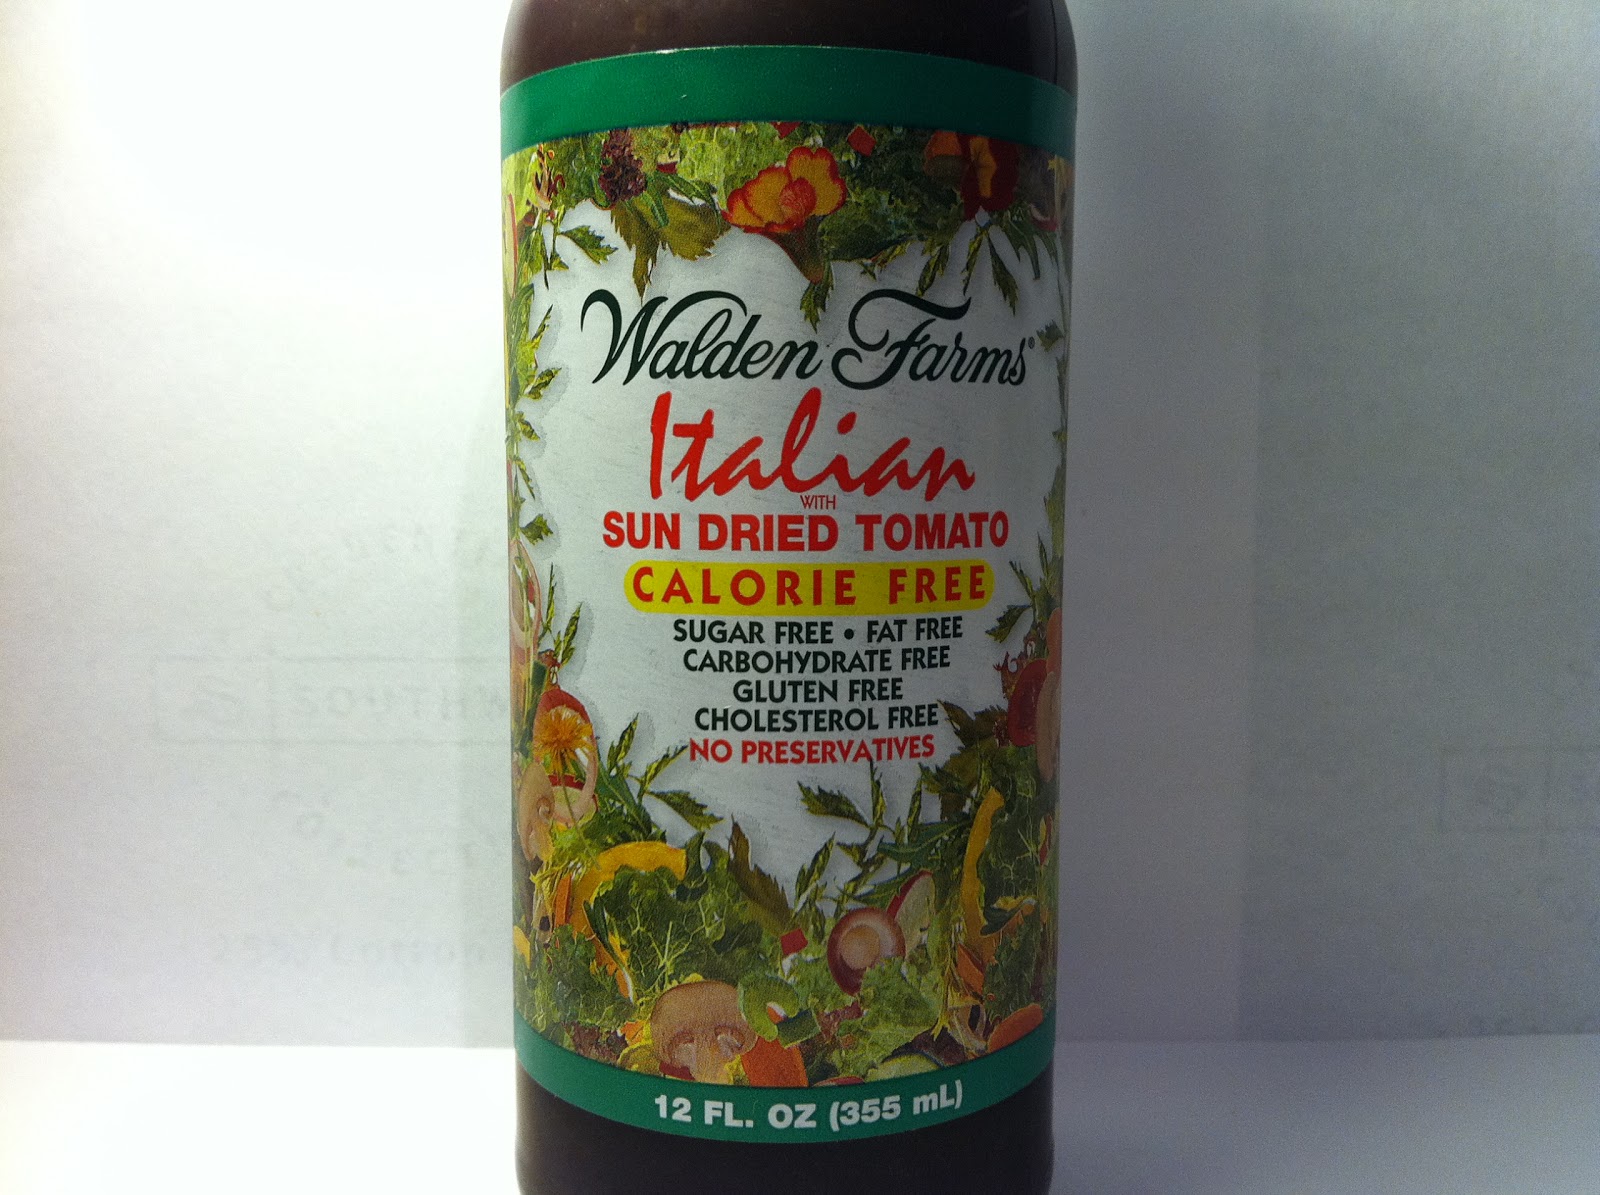 Walden Farms®
Italian
WITH
SUN DRIED TOMATO
CALORIE FREE
SUGAR FREE • FAT FREE
CARBOHYDRATE FREE
GLUTEN FREE
CHOLESTEROL FREE
NO PRESERVATIVES
12 FL. OZ (355 mL)